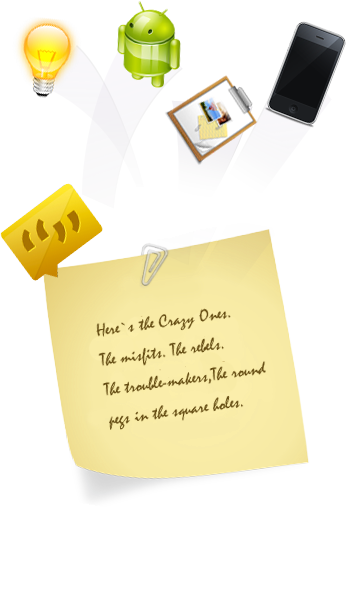 Here`s the Crazy Ones.
The misfits. The rebels.
The trouble-makers,The round
pegs in the square holes.